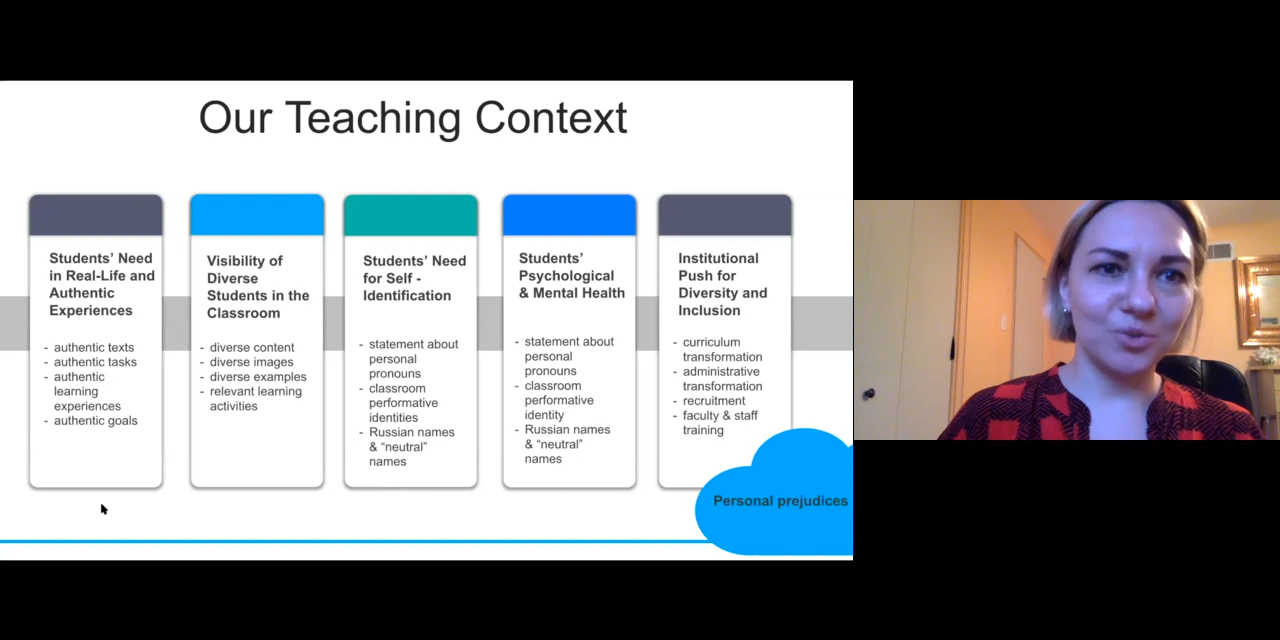 Our Teaching Context
Students’ Need
in Real-Life and
Authentic
Experiences
- authentic texts
- authentic tasks
- authentic
learning
experiences
- authentic goals
Visibility of
Diverse
Students in the
Classroom
- diverse content
- diverse images
- diverse examples
- relevant learning
activities
Students’ Need
for Self -
Identification
- statement about
personal
pronouns
- classroom
performative
identities
- Russian names
& “neutral”
names
Students’
Psychological
& Mental Health
- statement about
personal
pronouns
- classroom
performative
identity
- Russian names
& “neutral”
names
Institutional
Push for
Diversity and
Inclusion
- curriculum
transformation
- administrative
transformation
- recruitment
- faculty & staff
training
Personal prejudices